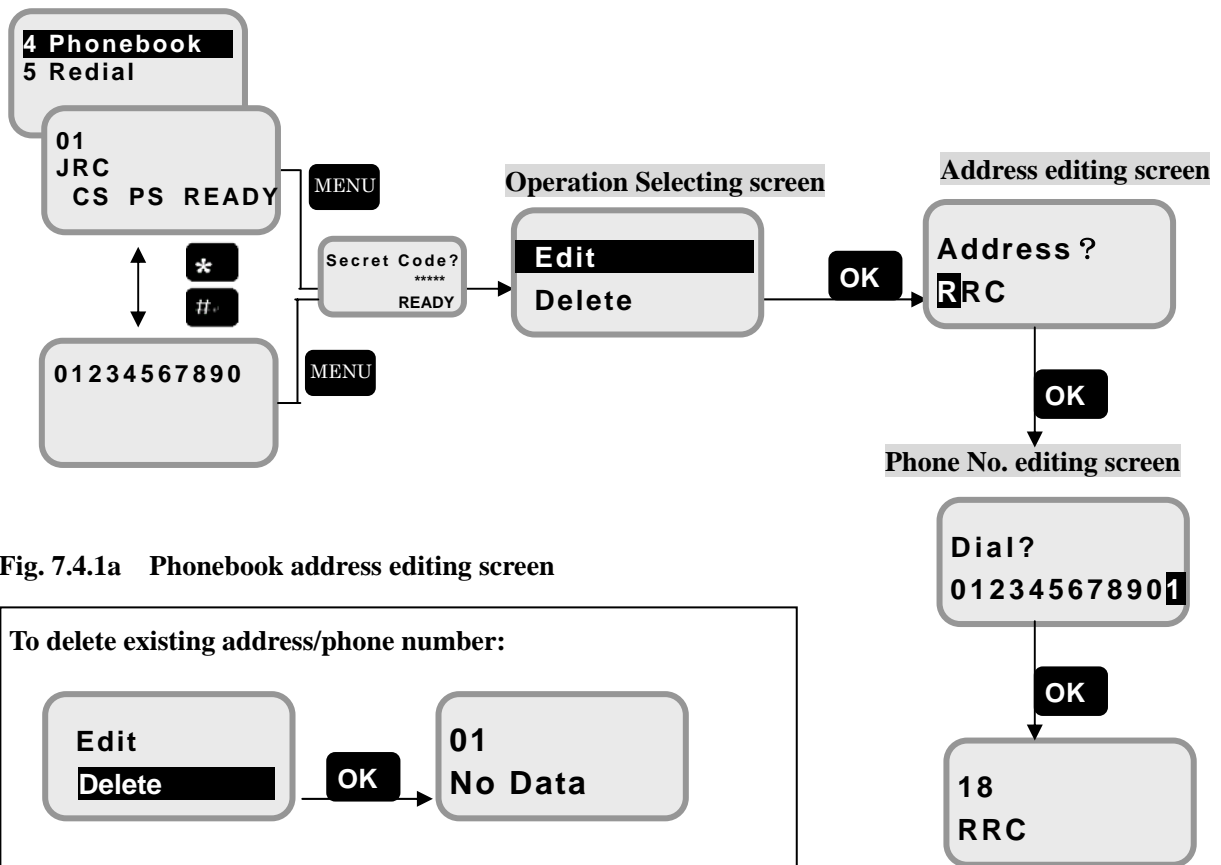 4 Phonebook
5 Redial
01
JRC
CS PS READY
MENU
*
#
01234567890
MENU
Secret Code?
*****
READY
Operation Selecting screen
Edit
Delete
OK
Address editing screen
Address？
RRC
OK
Phone No. editing screen
Dial?
012345678901
OK
18
RRC
Fig. 7.4.1a Phonebook address editing screen
To delete existing address/phone number:
Edit
Delete
OK
01
No Data